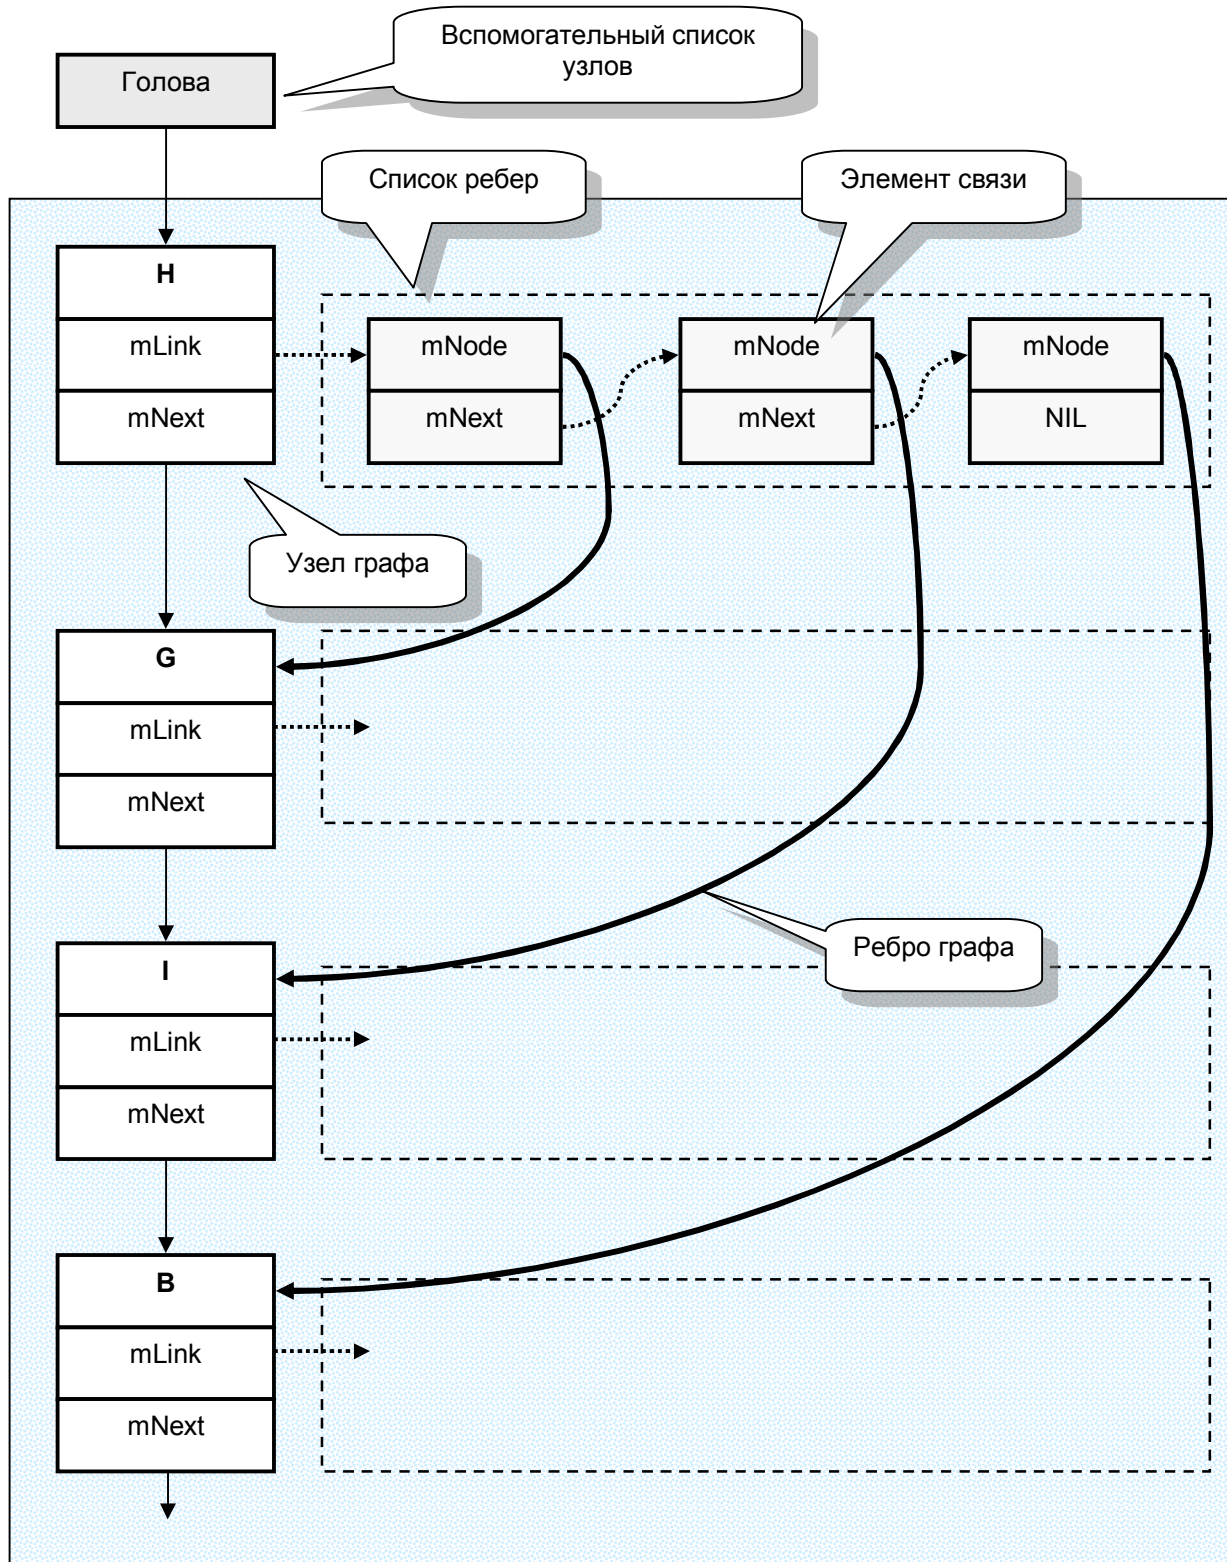 Вспомогательный список
узлов
Голова
Список ребер
Элемент связи
H
mLink
mNext
mNode
mNext
mNode
mNext
mNode
NIL
Узел графа
G
mLink
mNext
Ребро графа
I
mLink
mNext
B
mLink
mNext